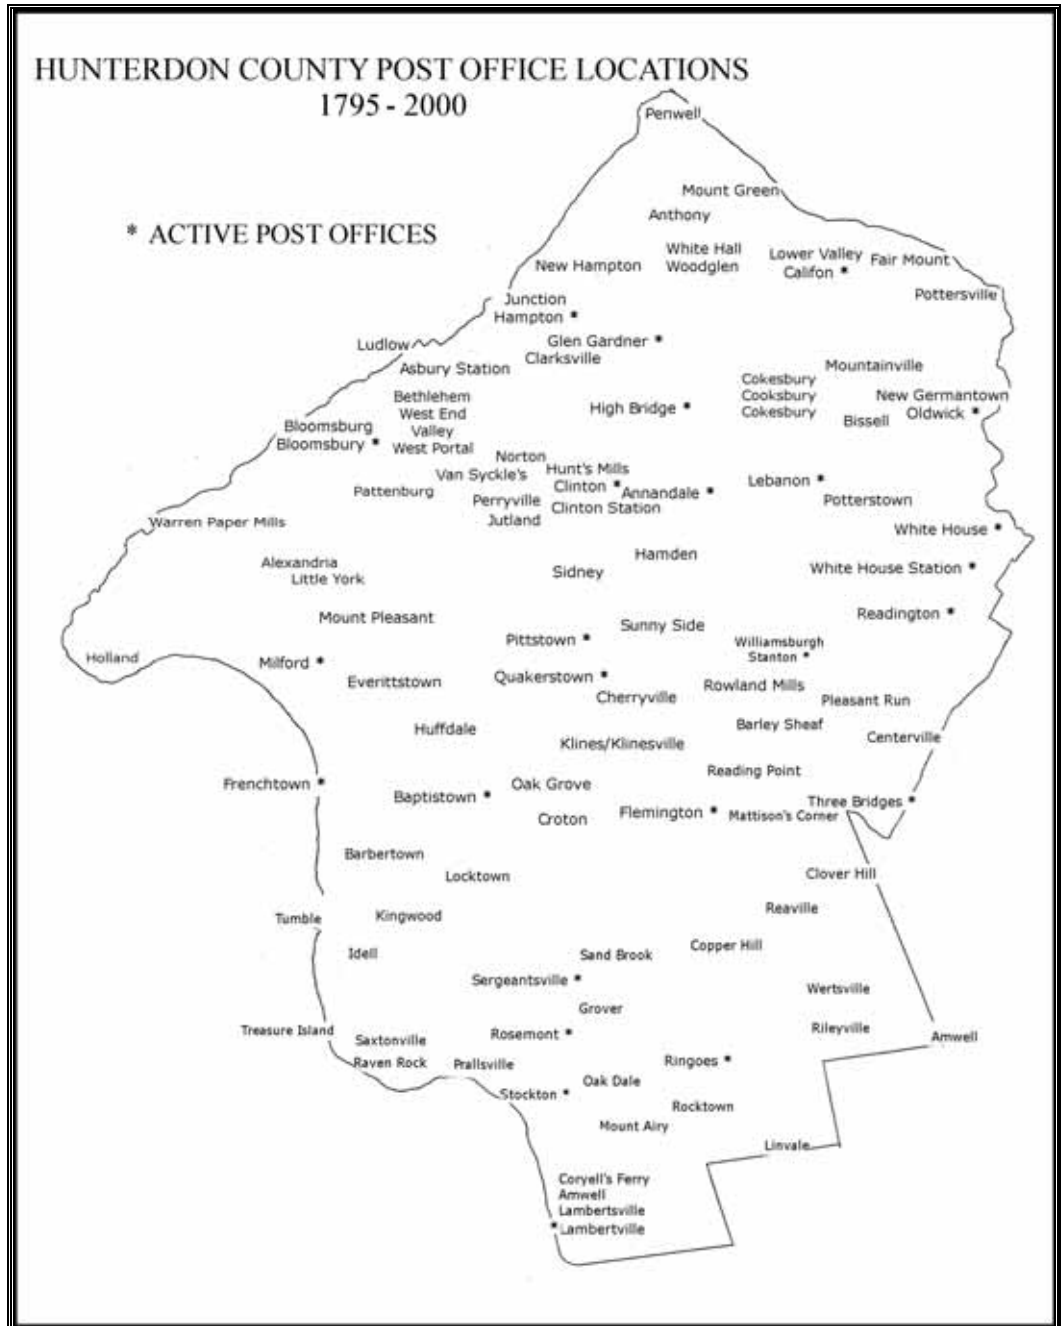 HUNTERDON COUNTY POST OFFICE LOCATIONS
1795 - 2000
* ACTIVE POST OFFICES
Penwell
Mount Green
Anthony
White Hall
Woodglen
Lower Valley
Califon *
Fair Mount
New Hampton
Pottersville
Junction
Hampton *
Ludlow
Glen Gardner *
Clarksville
Asbury Station
Mountainville
Cokesbury
Cooksbury
Cokesbury
New Germantown
Oldwick *
Bissell
Bethlehem
West End
Valley
West Portal
High Bridge *
Bloomsburg
Bloomsbury *
Norton
Van Syckle's
Hunt's Mills
Clinton *
Annandale *
Clinton Station
Lebanon *
Potterstown
Pattenburg
Perryville
Jutland
Warren Paper Mills
White House *
Hamden
Sidney
White House Station *
Alexandria
Little York
Readington *
Mount Pleasant
Sunny Side
Pittstown *
Williamsburgh
Stanton *
Holland
Milford *
Everittstown
Quakerstown *
Cherryville
Rowland Mills
Pleasant Run
Huffdale
Barley Sheaf
Centerville
Klines/Klinesville
Reading Point
Frenchtown *
Baptistown *
Oak Grove
Croton
Flemington *
Mattison's Corner
Three Bridges *
Barbertown
Locktown
Clover Hill
Reaville
Tumble
Kingwood
Idell
Copper Hill
Sand Brook
Sergeantsville *
Wertsville
Grover
Treasure Island
Saxtonville
Rosemont *
Rileyville
Amwell
Raven Rock
Prallsville
Ringoes *
Stockton *
Oak Dale
Rocktown
Mount Airy
Linvale
Coryell's Ferry
Amwell
Lambertsville
* Lambertville